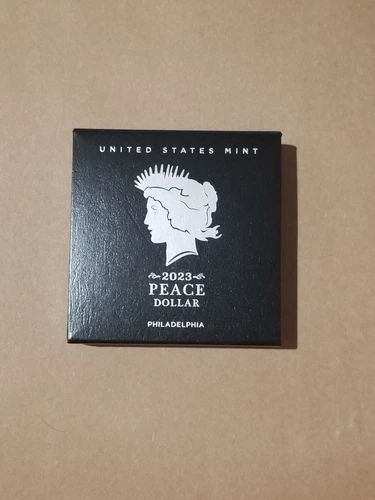 UNITED STATES MINT
2023
PEACE
DOLLAR
PHILADELPHIA